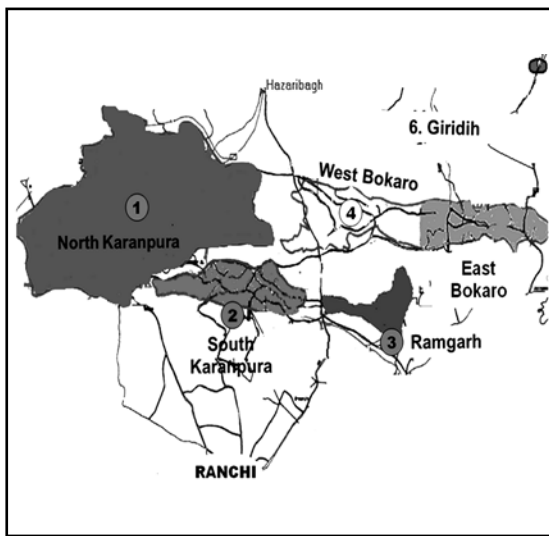 Hazaribagh
6. Giridih
West Bokaro
1
4
North Karanpura
East
Bokaro
2
South
Karanpura
3
Ramgarh
RANCHI